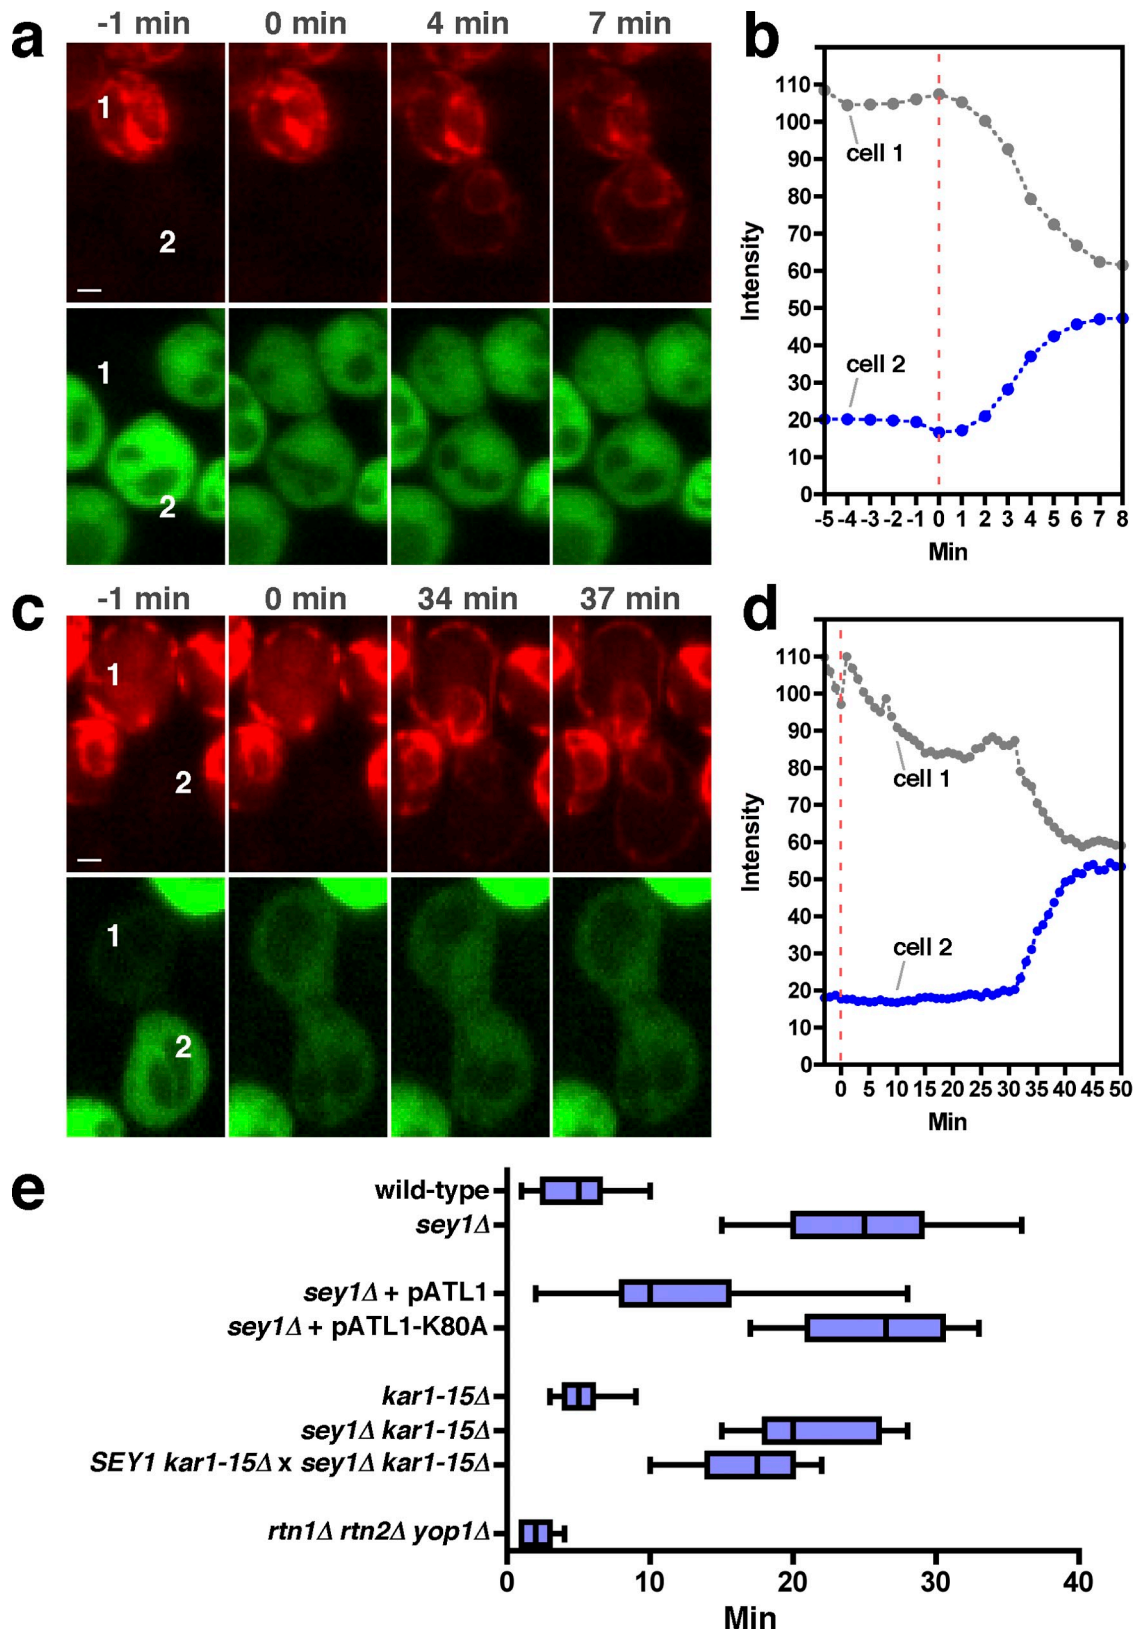 a
-1 min 0 min 4 min 7 min
1
2
1
2
b
Intensity
110
100
90
80
70
60
50
40
30
20
10
0
cell 1
cell 2
-5 -4 -3 -2 -1 0 1 2 3 4 5 6 7 8
Min
c
-1 min 0 min 34 min 37 min
1
2
1
2
d
Intensity
110
100
90
80
70
60
50
40
30
20
10
0
cell 1
cell 2
0 5 10 15 20 25 30 35 40 45 50
Min
e
wild-type
sey1Δ
sey1Δ + pATL1
sey1Δ + pATL1-K80A
kar1-15Δ
sey1Δ kar1-15Δ
SEY1 kar1-15Δ x sey1Δ kar1-15Δ
rtn1Δ rtn2Δ yop1Δ
0 10 20 30 40
Min